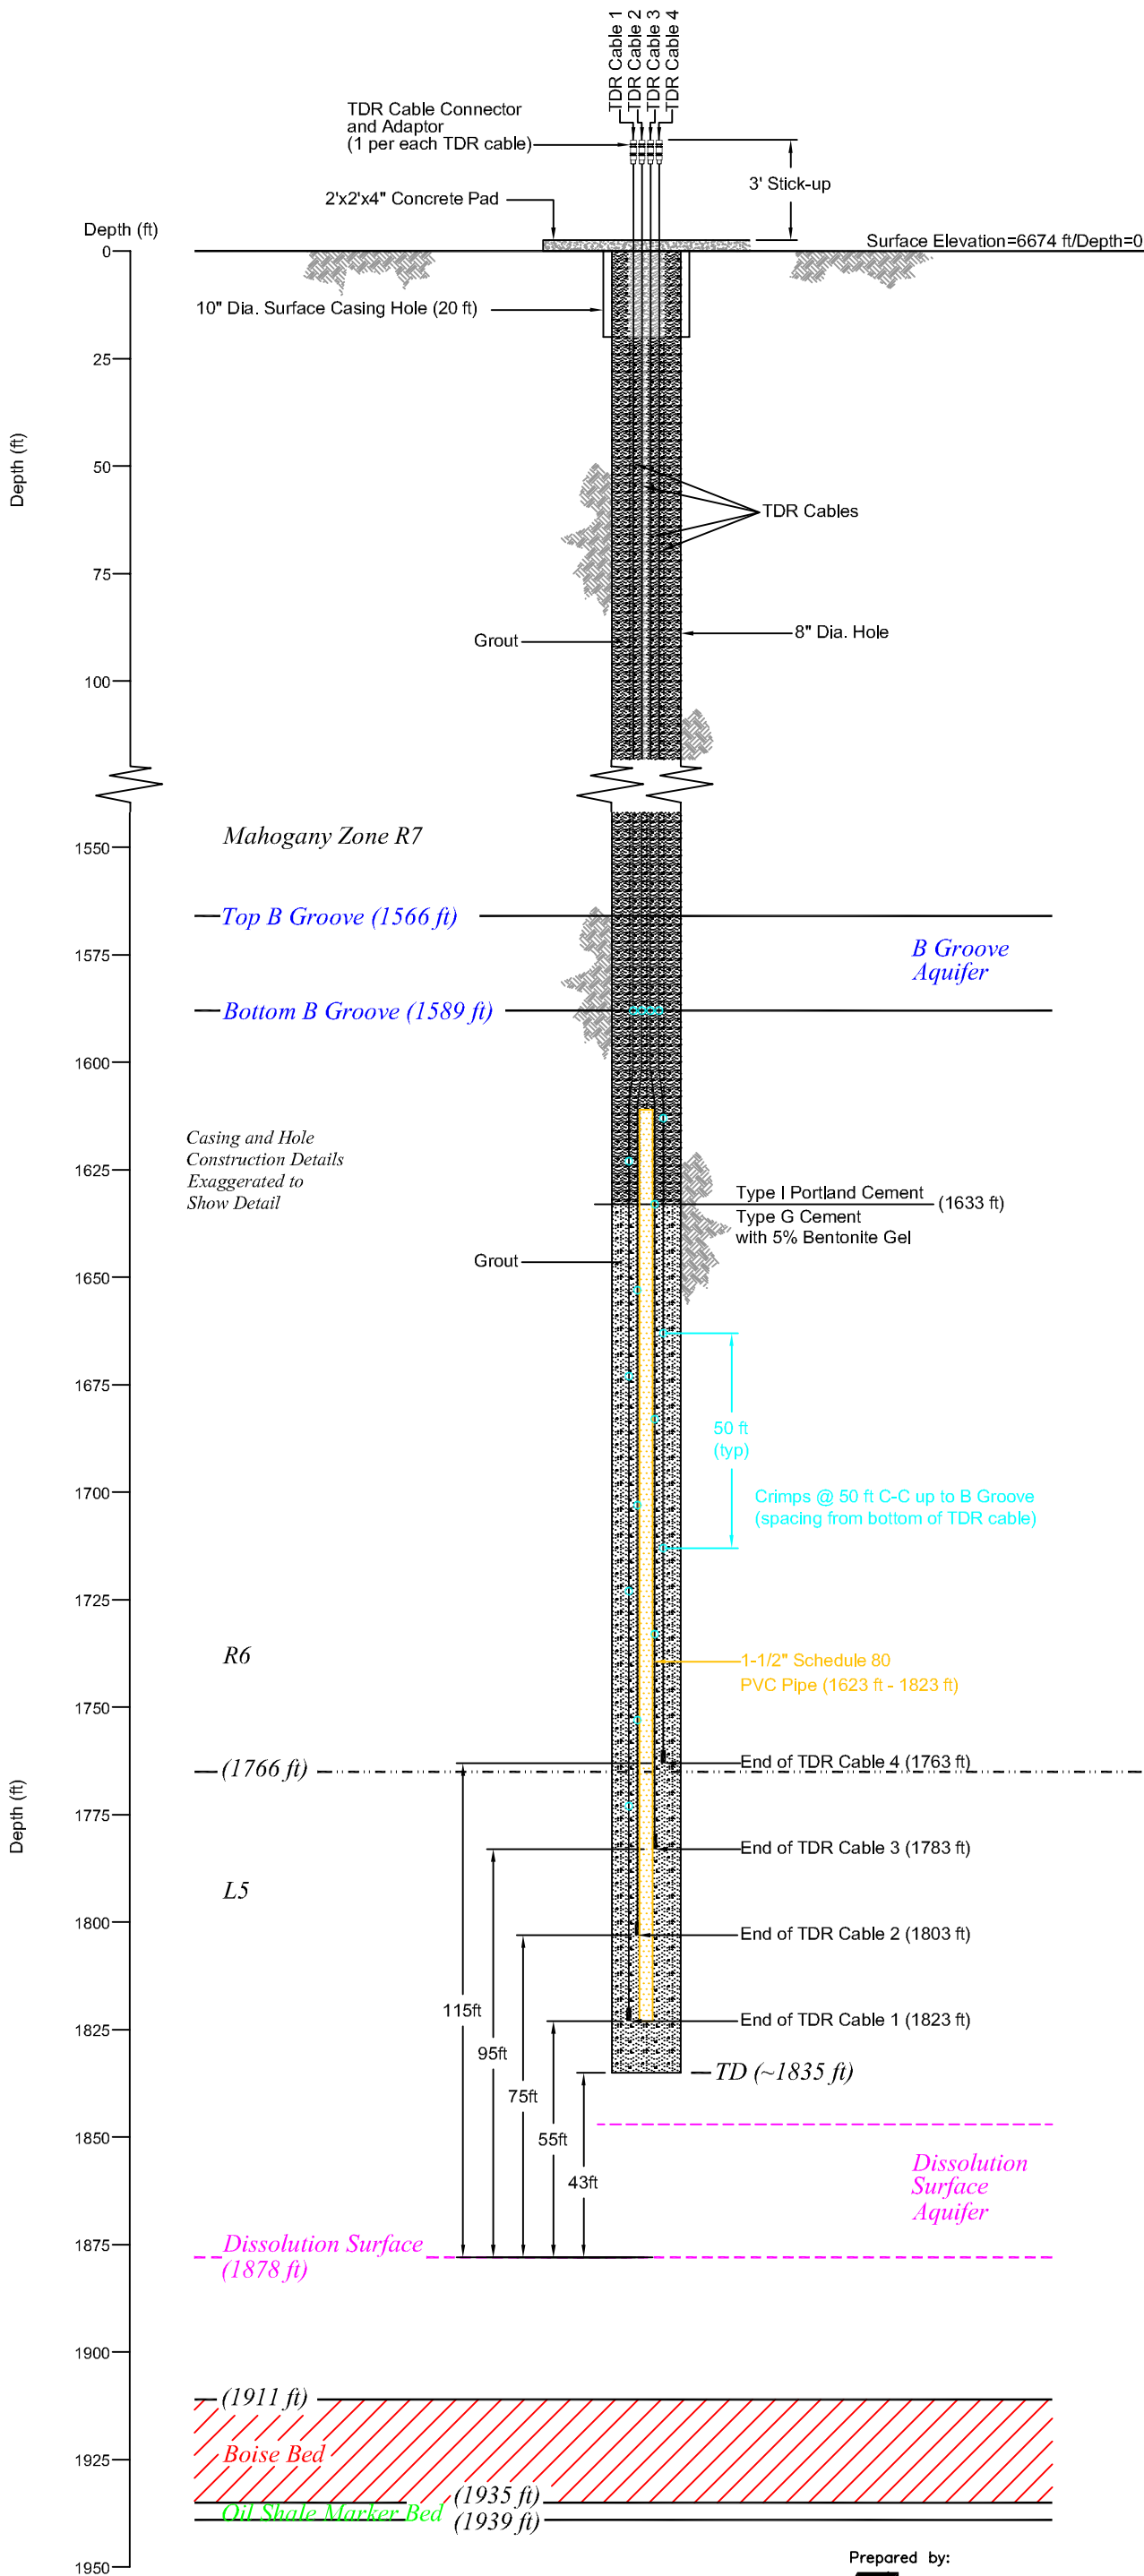 TDR Cable 1
TDR Cable 2
TDR Cable 3
TDR Cable 4
TDR Cable Connector
and Adaptor
(1 per each TDR cable)
3' Stick-up
2'x2'x4" Concrete Pad
Depth (ft)
Surface Elevation=6674 ft/Depth=0
0
10" Dia. Surface Casing Hole (20 ft)
25
Depth (ft)
50
TDR Cables
75
8" Dia. Hole
Grout
100
Mahogany Zone R7
1550
Top B Groove (1566 ft)
B Groove
Aquifer
1575
Bottom B Groove (1589 ft)
1600
Casing and Hole
Construction Details
Exaggerated to
Show Detail
1625
Type I Portland Cement
(1633 ft)
Type G Cement
with 5% Bentonite Gel
Grout
1650
1675
50 ft
(typ)
1700
Crimps @ 50 ft C-C up to B Groove
(spacing from bottom of TDR cable)
1725
R6
1-1/2" Schedule 80
PVC Pipe (1623 ft - 1823 ft)
1750
End of TDR Cable 4 (1763 ft)
(1766 ft)
Depth (ft)
1775
End of TDR Cable 3 (1783 ft)
L5
1800
End of TDR Cable 2 (1803 ft)
115ft
End of TDR Cable 1 (1823 ft)
1825
95ft
TD (~1835 ft)
75ft
1850
55ft
Dissolution
Surface
Aquifer
43ft
Dissolution Surface
(1878 ft)
1875
1900
(1911 ft)
Boise Bed
1925
(1935 ft)
Oil Shale Marker Bed
(1939 ft)
1950
Prepared by: